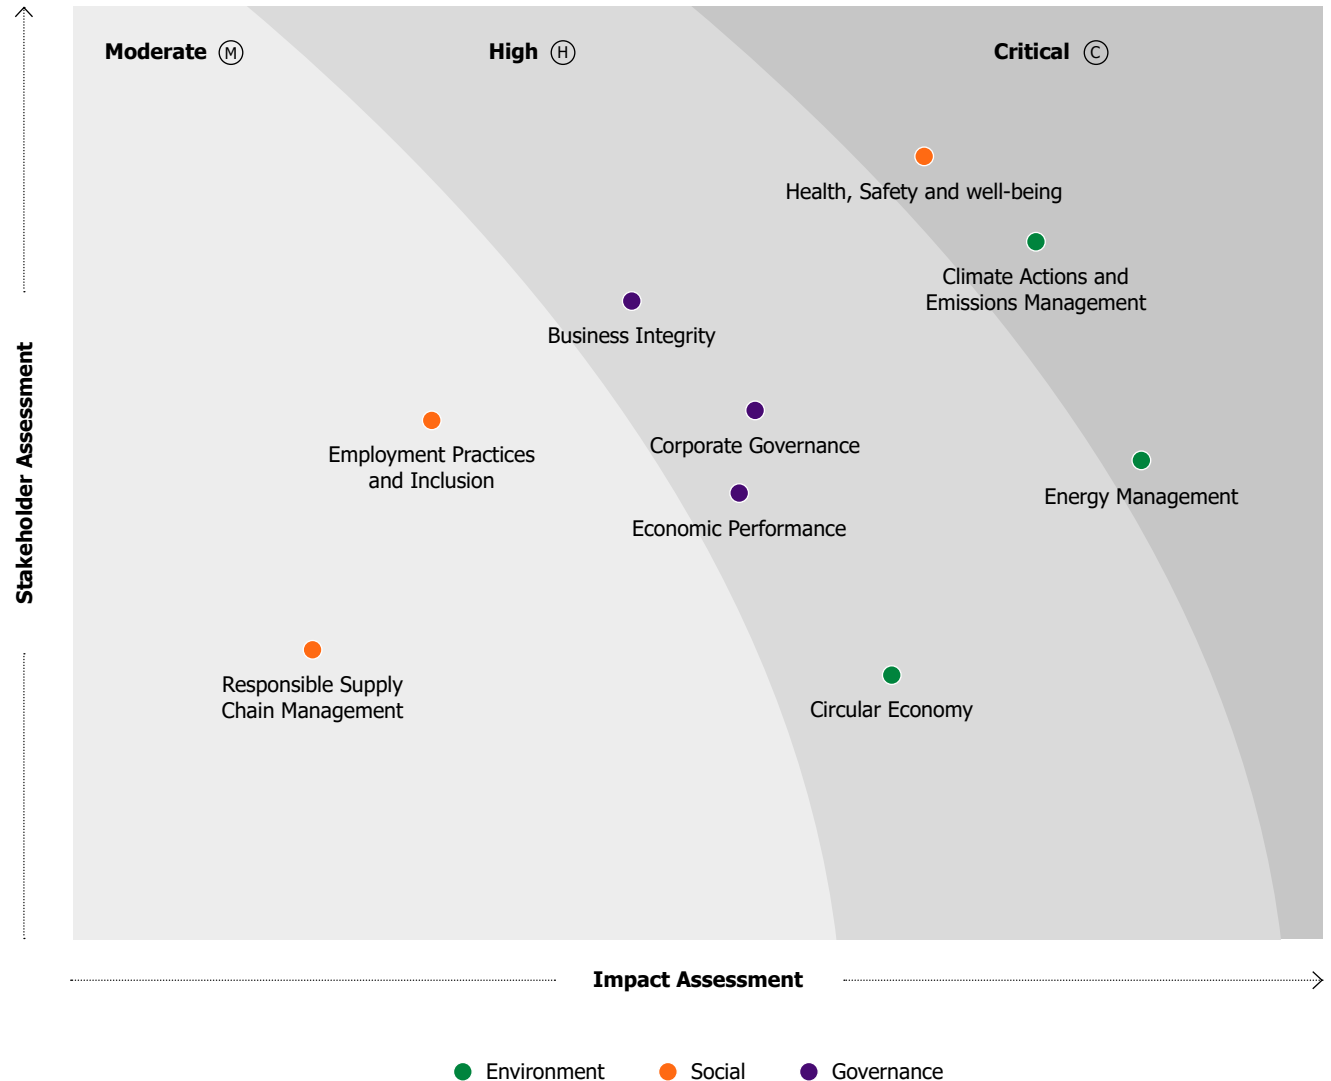 Moderate M
High H
Critical C
Health, Safety and well-being
Climate Actions and
Emissions Management
Business Integrity
Corporate Governance
Employment Practices
and Inclusion
Energy Management
Economic Performance
Responsible Supply
Chain Management
Circular Economy
Stakeholder Assessment
Impact Assessment
Environment
Social
Governance